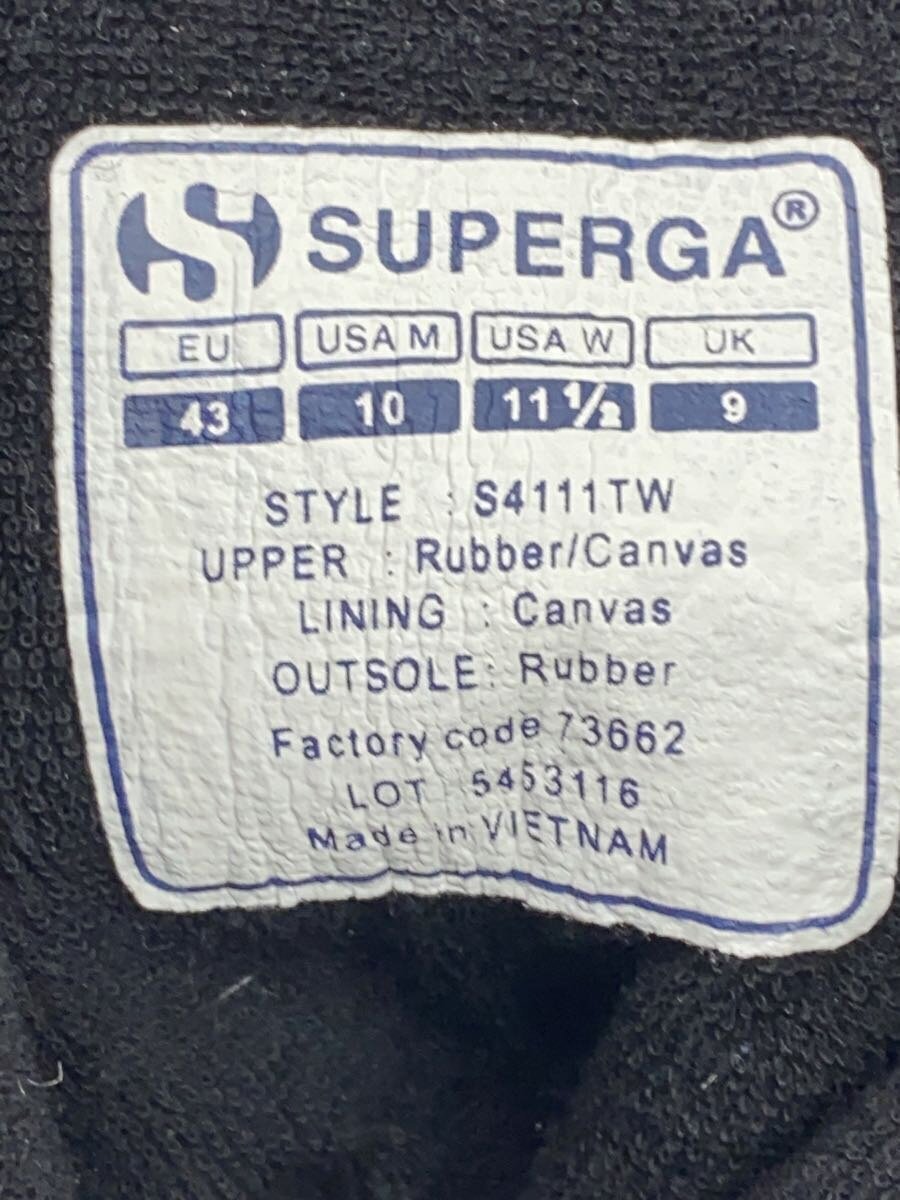 SUPERGA®
EU USA M USA W UK
43 10 11 ½ 9
STYLE : S4111TW
UPPER : Rubber/Canvas
LINING : Canvas
OUTSOLE: Rubber
Factory code 73662
LOT 5453116
Made in VIETNAM